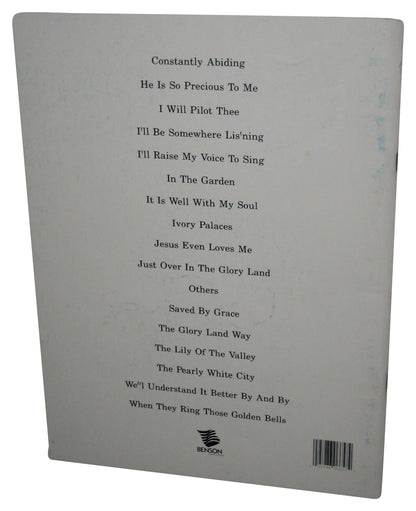 Constantly Abiding
He Is So Precious To Me
I Will Pilot Thee
I'll Be Somewhere Lis'ning
I'll Raise My Voice To Sing
In The Garden
It Is Well With My Soul
Ivory Palaces
Jesus Even Loves Me
Just Over In The Glory Land
Others
Saved By Grace
The Glory Land Way
The Lily Of The Valley
The Pearly White City
We"l Understand It Better By And By
When They Ring Those Golden Bells
BENSON